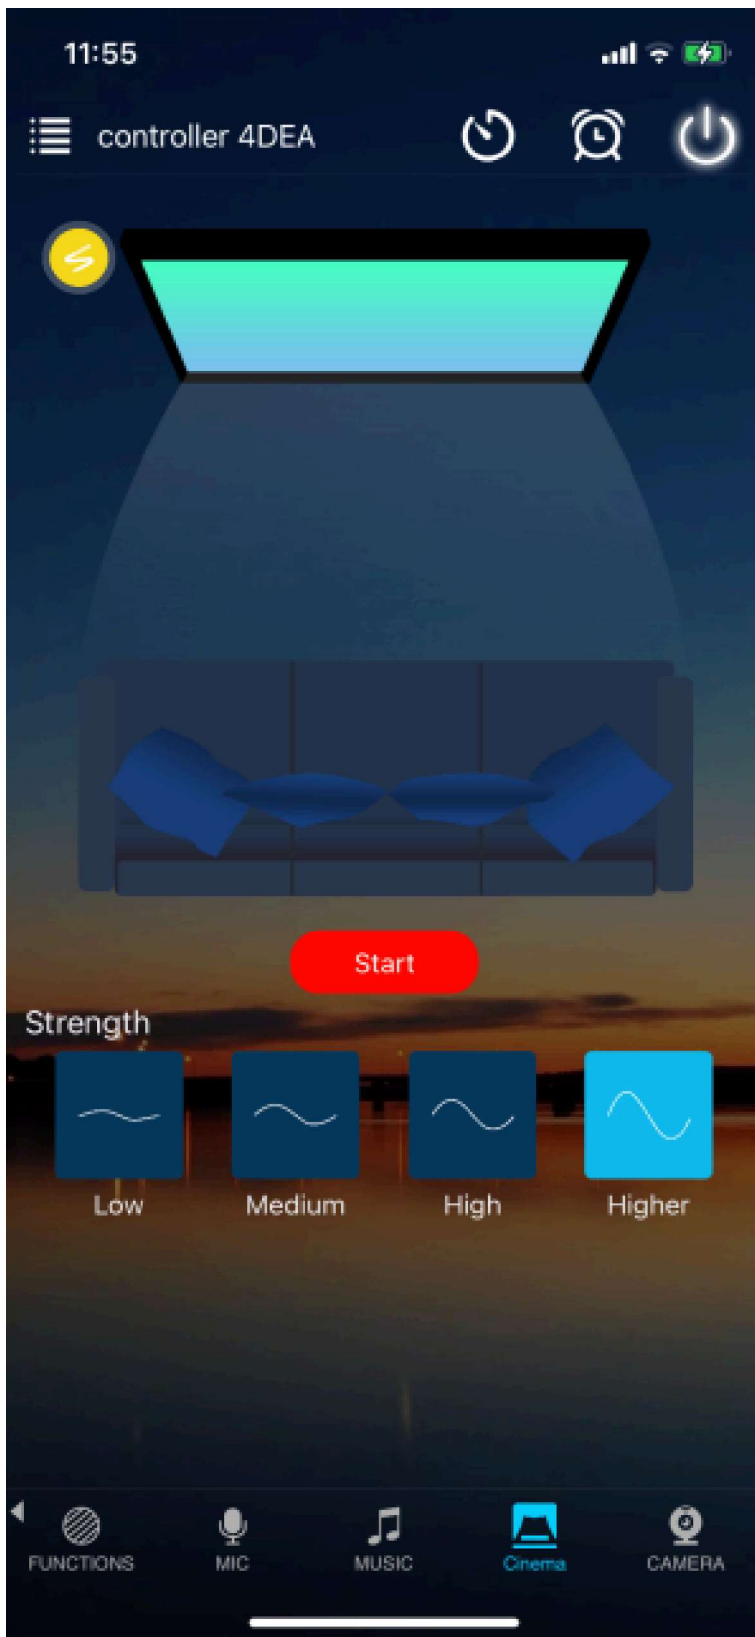 11:55
controller 4DEA
Start
Strength
Low Medium High Higher
FUNCTIONS MIC MUSIC Cinema CAMERA